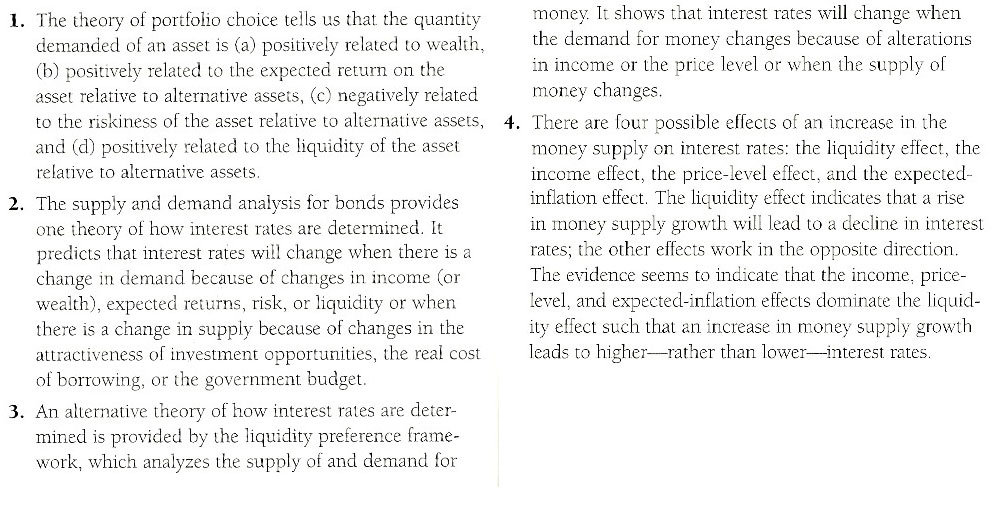 1. The theory of portfolio choice tells us that the quantity
demanded of an asset is (a) positively related to wealth,
(b) positively related to the expected return on the
asset relative to alternative assets, (c) negatively related
to the riskiness of the asset relative to alternative assets,
and (d) positively related to the liquidity of the asset
relative to alternative assets.
2. The supply and demand analysis for bonds provides
one theory of how interest rates are determined. It
predicts that interest rates will change when there is a
change in demand because of changes in income (or
wealth), expected returns, risk, or liquidity or when
there is a change in supply because of changes in the
attractiveness of investment opportunities, the real cost
of borrowing, or the government budget.
3. An alternative theory of how interest rates are deter-
mined is provided by the liquidity preference frame-
work, which analyzes the supply of and demand for
money. It shows that interest rates will change when
the demand for money changes because of alterations
in income or the price level or when the supply of
money changes.
4. There are four possible effects of an increase in the
money supply on interest rates: the liquidity effect, the
income effect, the price-level effect, and the expected-
inflation effect. The liquidity effect indicates that a rise
in money supply growth will lead to a decline in interest
rates; the other effects work in the opposite direction.
The evidence seems to indicate that the income, price-
level, and expected-inflation effects dominate the liquid-
ity effect such that an increase in money supply growth
leads to higher—rather than lower—interest rates.